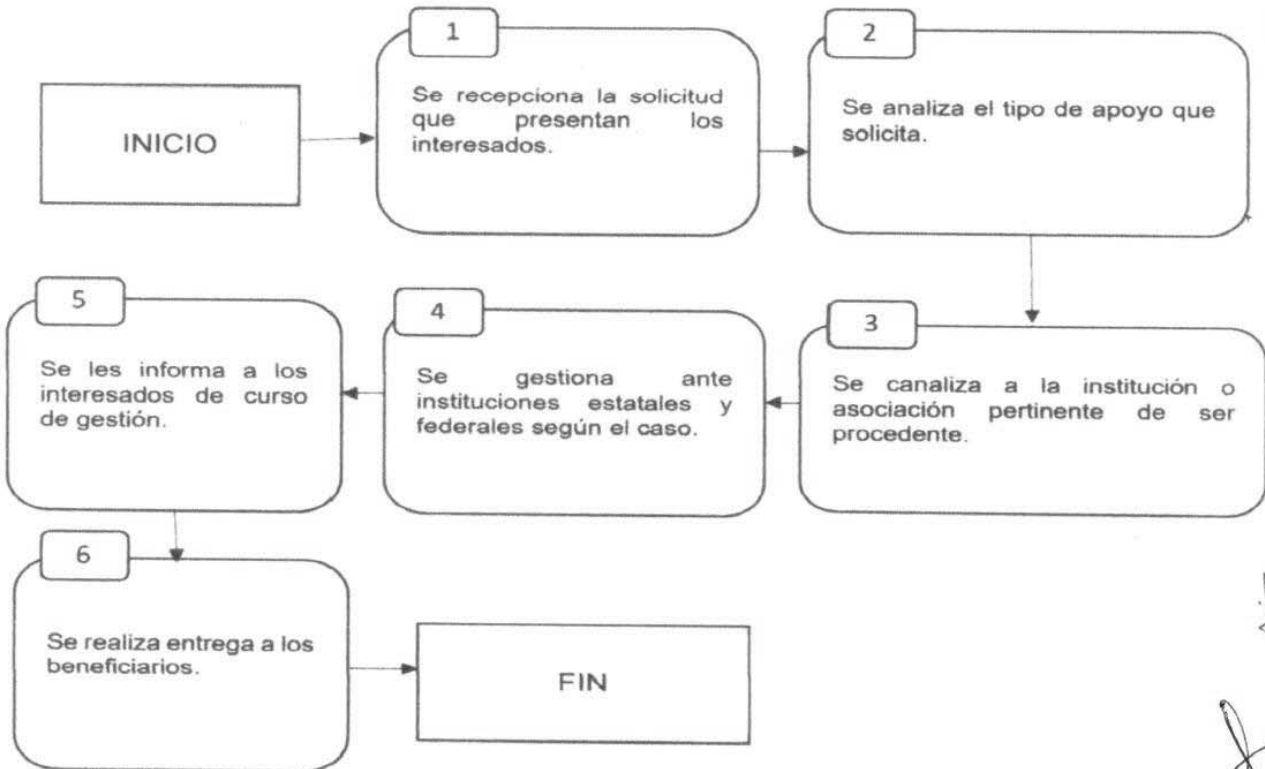 INICIO
1
Se recepciona la solicitud
que presentan los
interesados.
2
Se analiza el tipo de apoyo que
solicita.
3
Se canaliza a la institución o
asociación pertinente de ser
procedente.
4
Se gestiona ante
instituciones estatales y
federales según el caso.
5
Se les informa a los
interesados de curso
de gestión.
6
Se realiza entrega a los
beneficiarios.
FIN